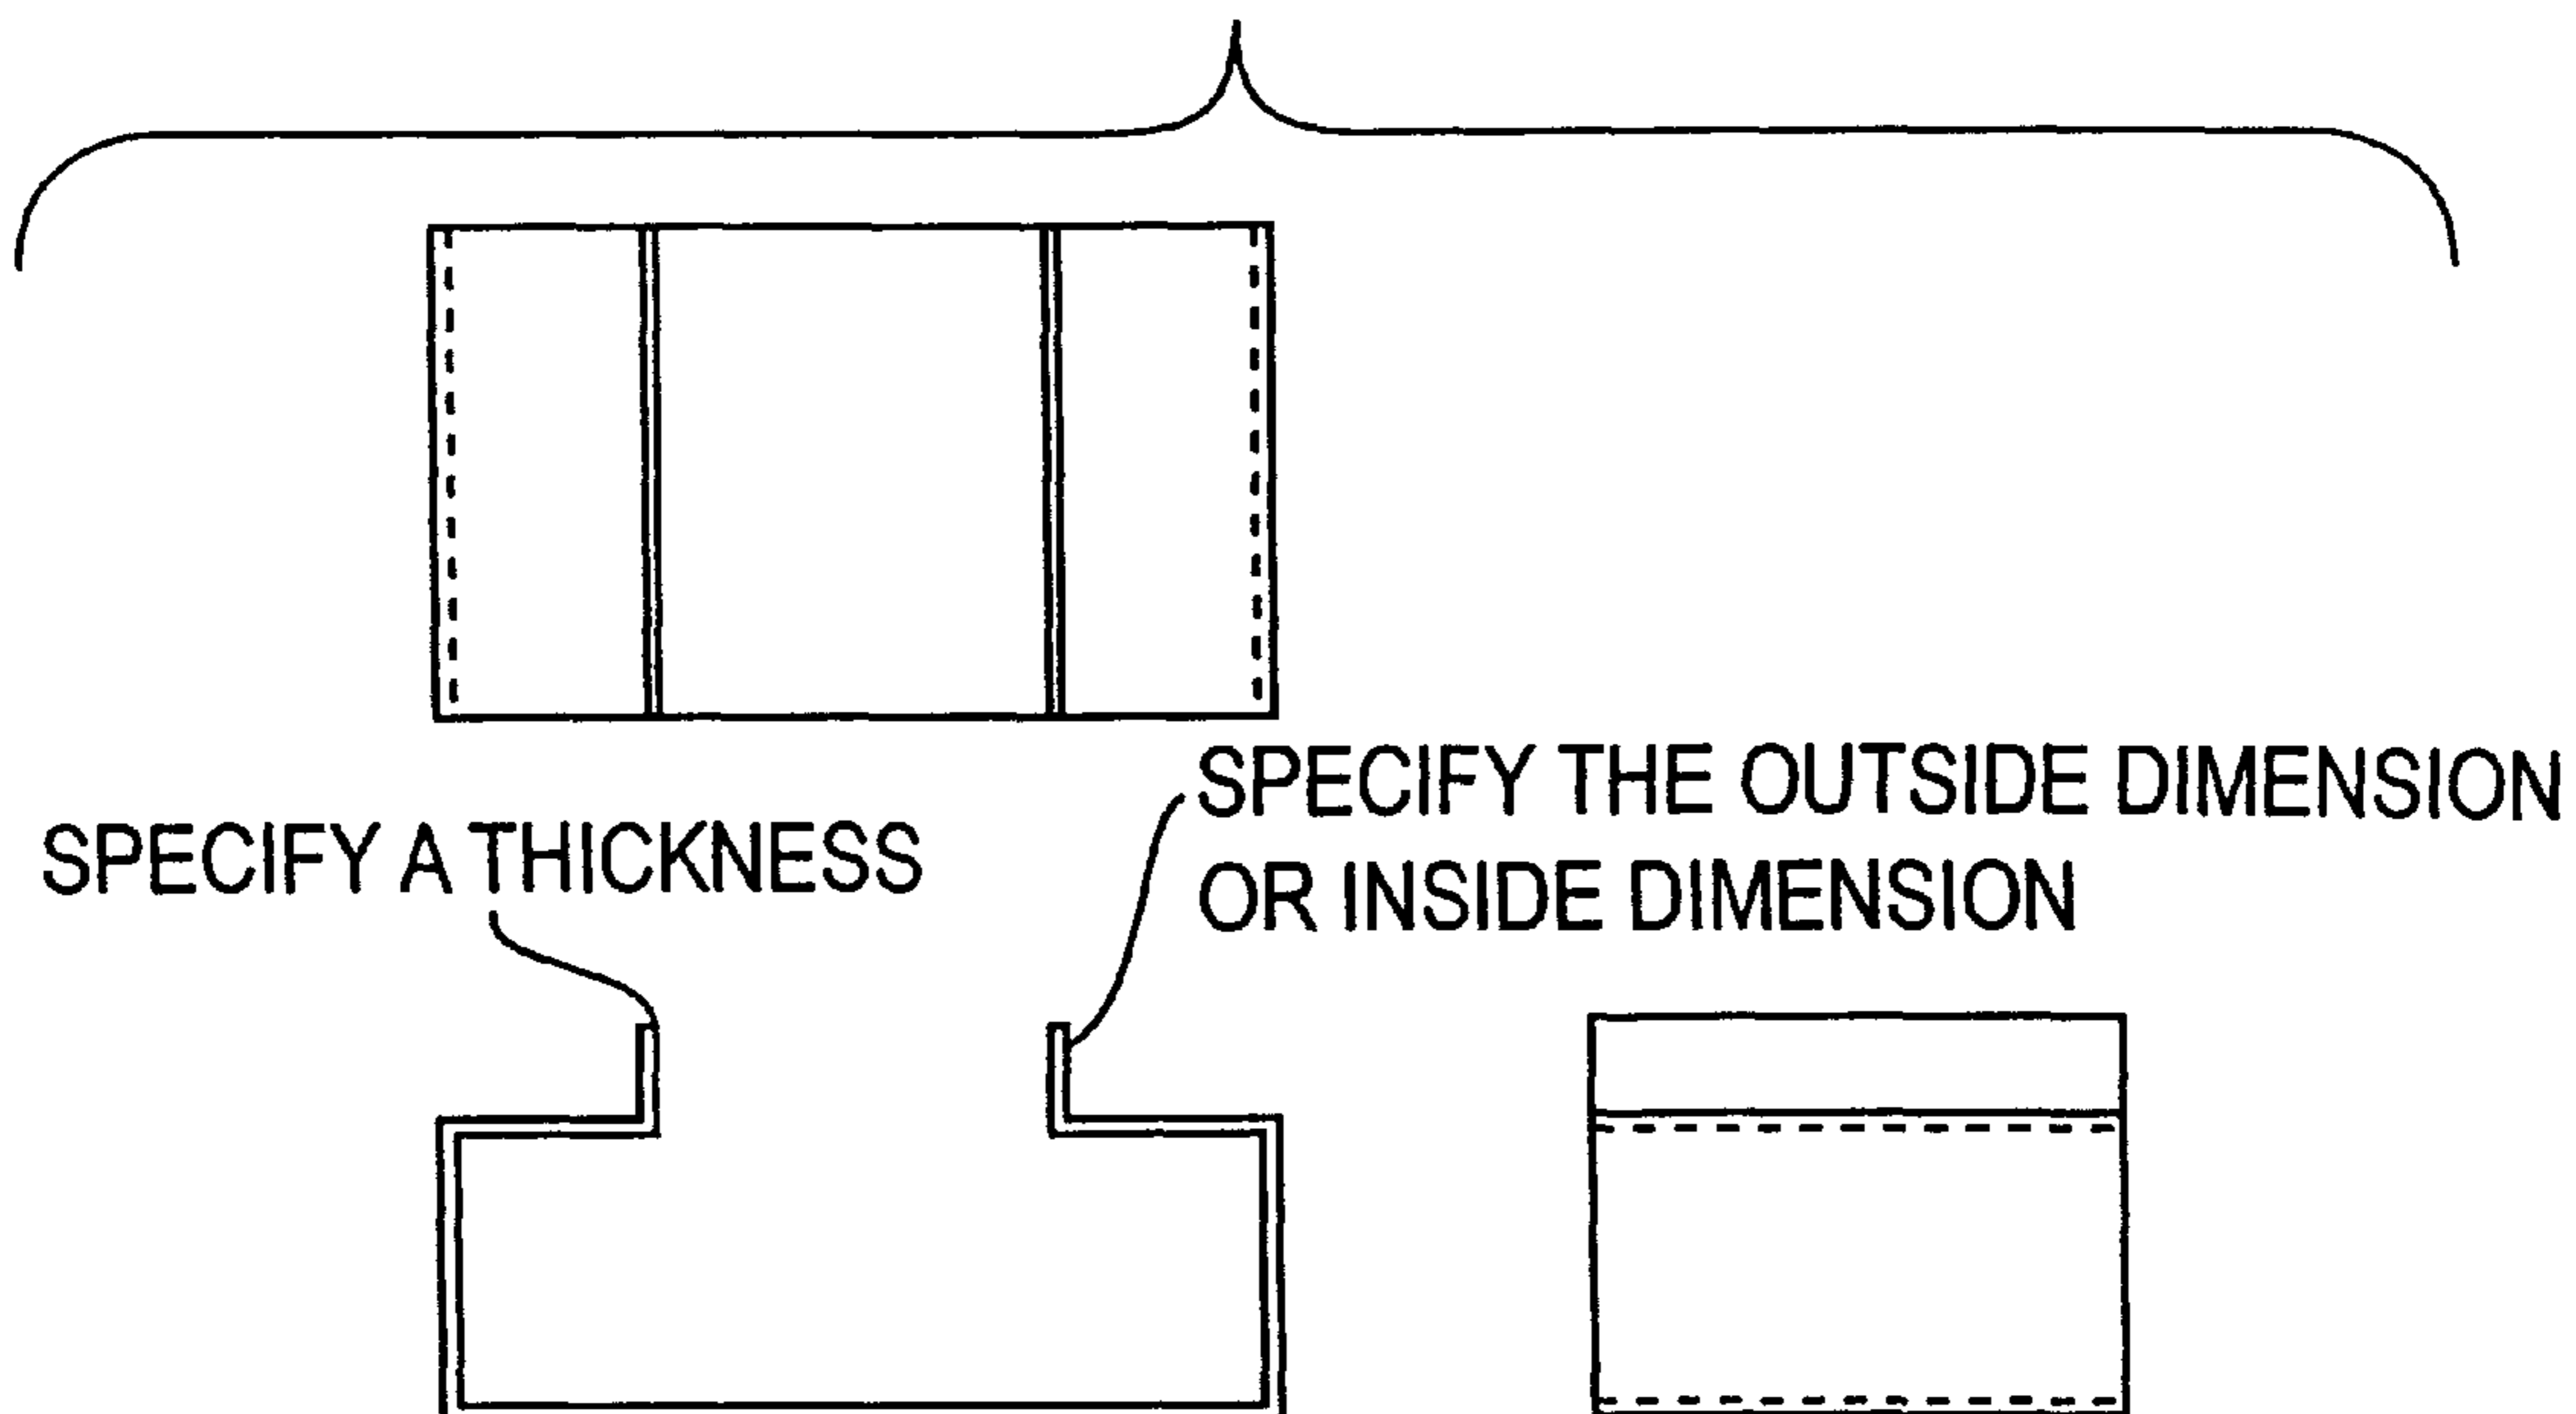 SPECIFY THE OUTSIDE DIMENSION
OR INSIDE DIMENSION
SPECIFY A THICKNESS